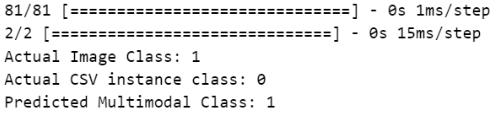 81/81 [==============================] - 0s 1ms/step
2/2 [==============================] - 0s 15ms/step
Actual Image Class: 1
Actual CSV instance class: 0
Predicted Multimodal Class: 1